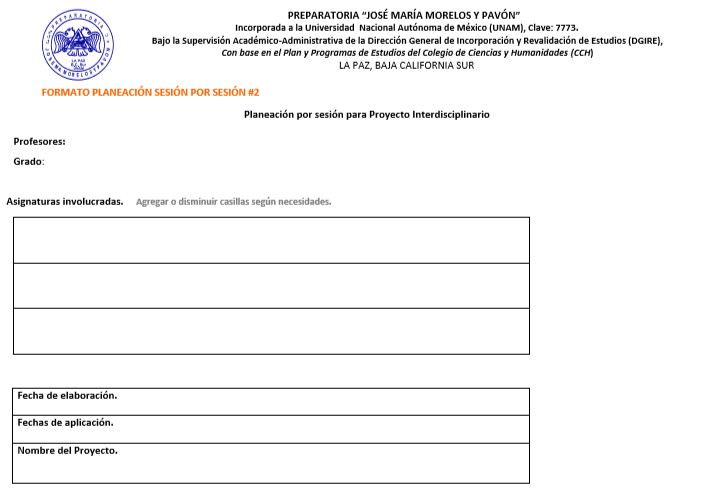 PREPARATORIA
JOSÉ MA. MORELOS Y PAVÓN
LA PAZ
PREPARATORIA “JOSÉ MARÍA MORELOS Y PAVÓN”
Incorporada a la Universidad Nacional Autónoma de México (UNAM), Clave: 7773.
Bajo la Supervisión Académico-Administrativa de la Dirección General de Incorporación y Revalidación de Estudios (DGIRE),
Con base en el Plan y Programas de Estudios del Colegio de Ciencias y Humanidades (CCH)
LA PAZ, BAJA CALIFORNIA SUR
FORMATO PLANEACIÓN SESIÓN POR SESIÓN #2
Planeación por sesión para Proyecto Interdisciplinario
Profesores:
Grado:
Asignaturas involucradas. Agregar o disminuir casillas según necesidades.
Fecha de elaboración.
Fechas de aplicación.
Nombre del Proyecto.